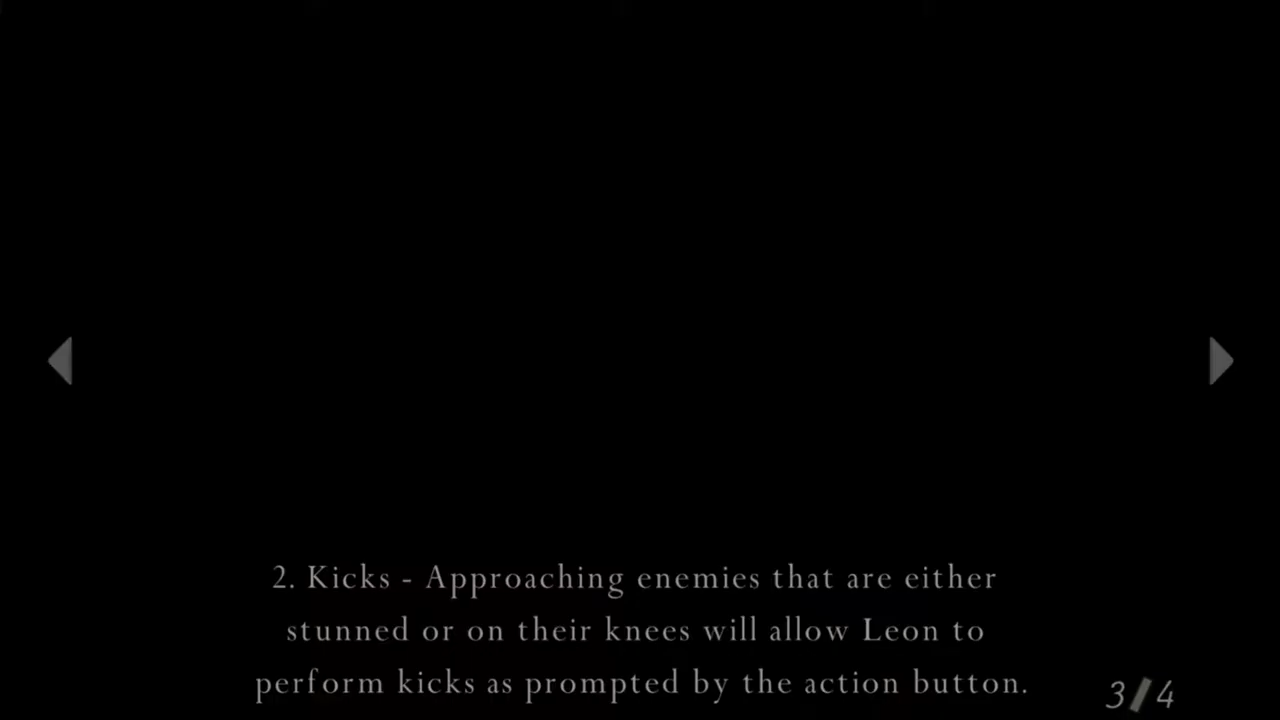 2. Kicks - Approaching enemies that are either
stunned or on their knees will allow Leon to
perform kicks as prompted by the action button.
3/4